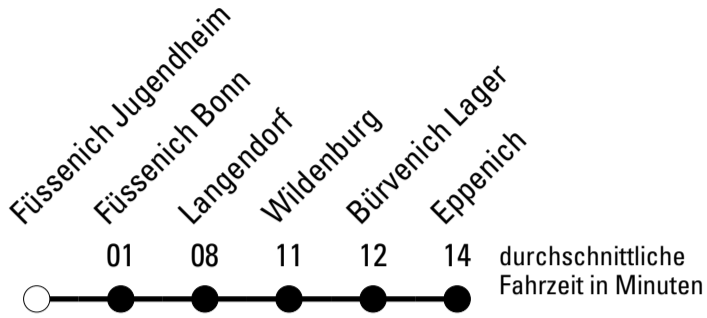 Füssenich Jugendheim
Füssenich Bonn
Langendorf
Wildenburg
Bürvenich Lager
Eppenich
01 08 11 12 14 durchschnittliche
Fahrzeit in Minuten